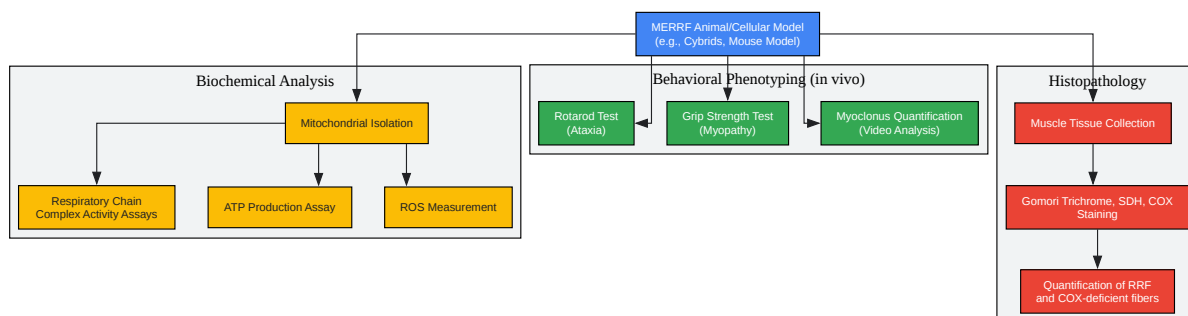 MERRF Animal/Cellular Model
(e.g., Cybrids, Mouse Model)
Biochemical Analysis
Mitochondrial Isolation
Respiratory Chain
Complex Activity Assays
ATP Production Assay
ROS Measurement
Behavioral Phenotyping (in vivo)
Rotarod Test
(Ataxia)
Grip Strength Test
(Myopathy)
Myoclonus Quantification
(Video Analysis)
Histopathology
Muscle Tissue Collection
Gomori Trichrome, SDH, COX
Staining
Quantification of RRF
and COX-deficient fibers